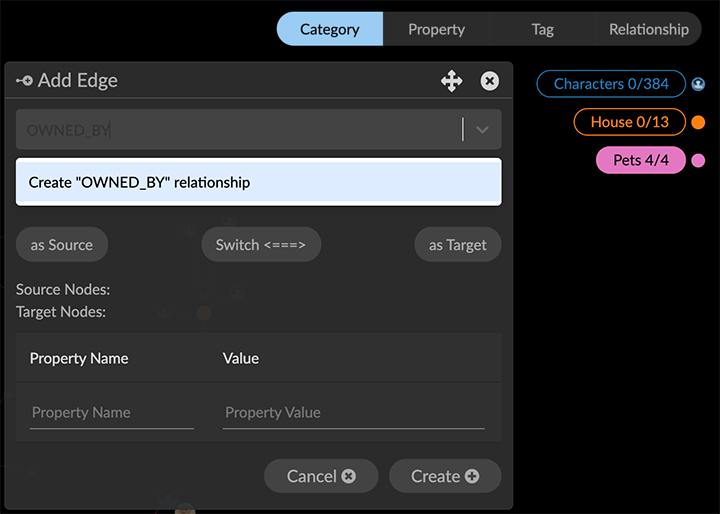 Category Property Tag Relationship
Add Edge
Characters 0/384
House 0/13
Pets 4/4
OWNED_BY
Create "OWNED_BY" relationship
as Source Switch <===> as Target
Source Nodes:
Target Nodes:
Property Name Value
Property Name Property Value
Cancel Create